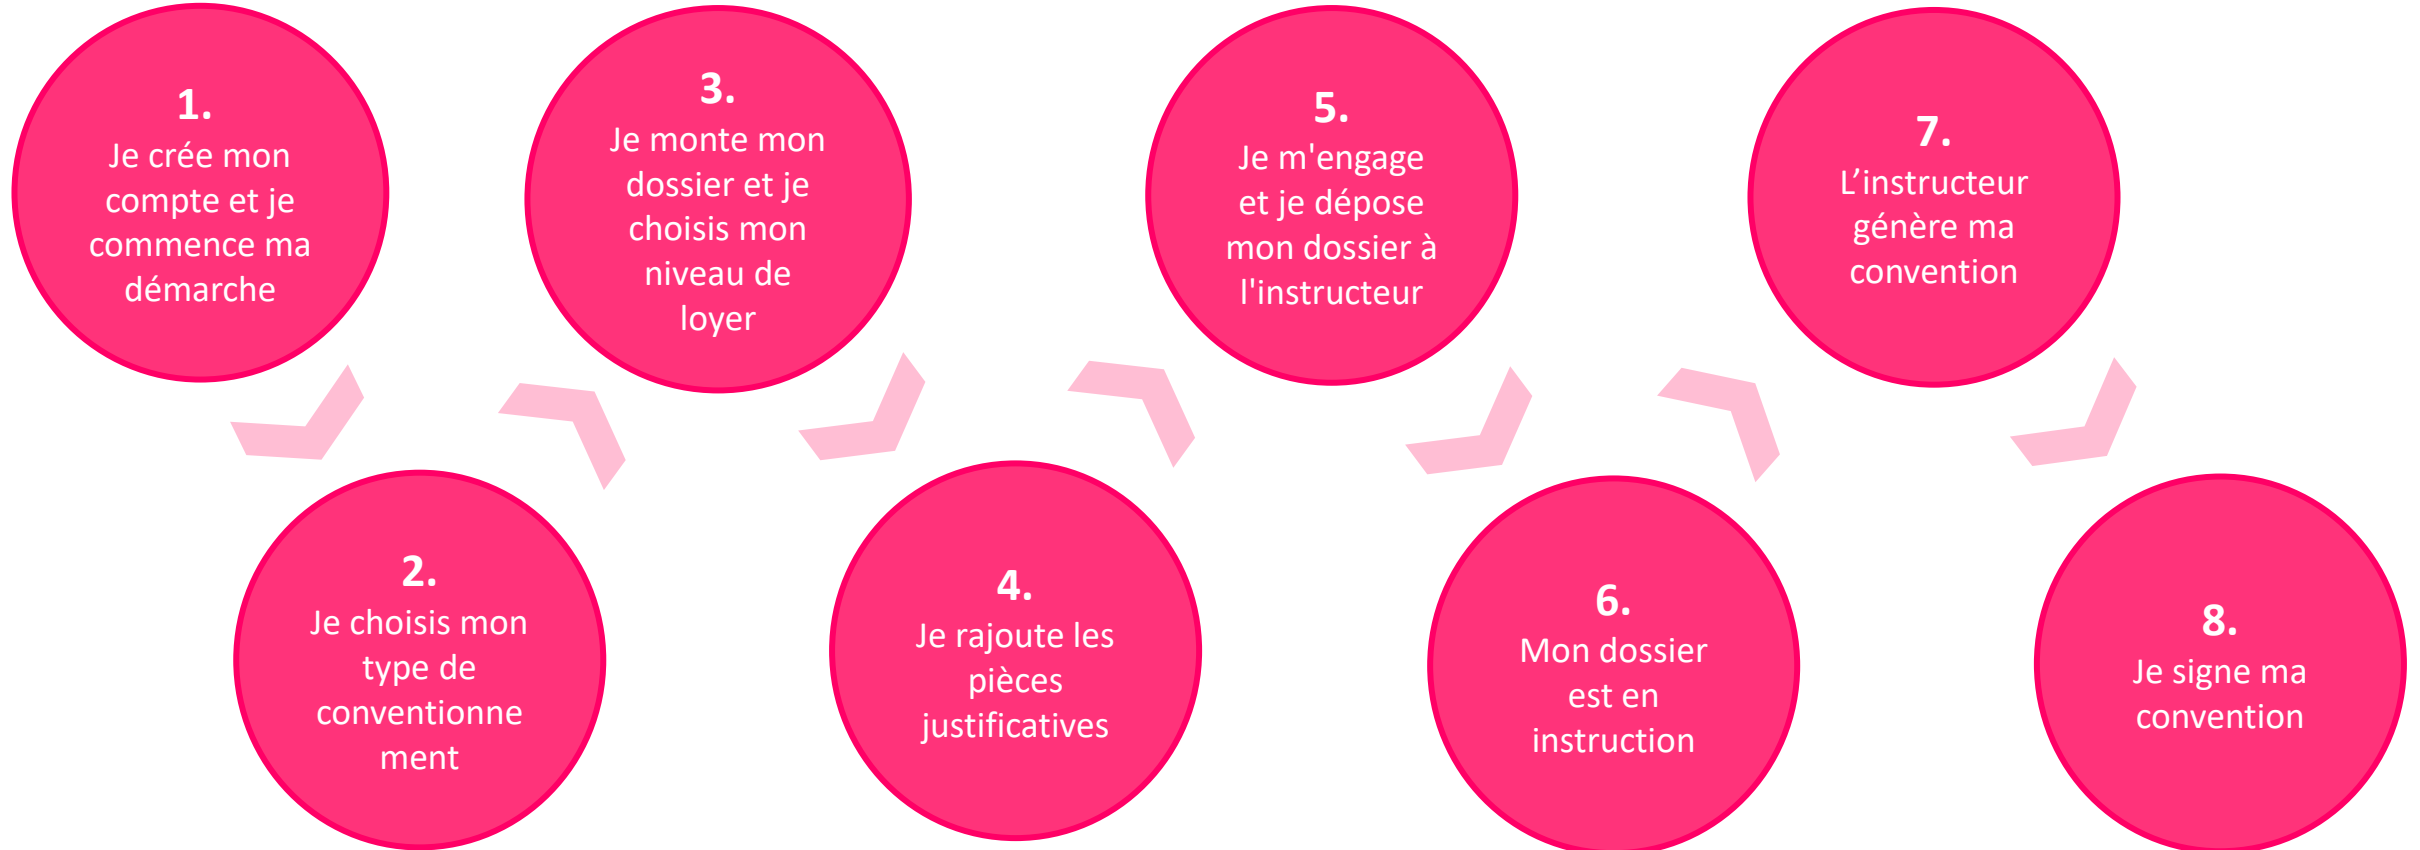 1.
Je crée mon
compte et je
commence ma
démarche
2.
Je choisis mon
type de
conventionne
ment
3.
Je monte mon
dossier et je
choisis mon
niveau de
loyer
4.
Je rajoute les
pièces
justificatives
5.
Je m'engage
et je dépose
mon dossier à
l'instructeur
6.
Mon dossier
est en
instruction
7.
L’instructeur
génère ma
convention
8.
Je signe ma
convention